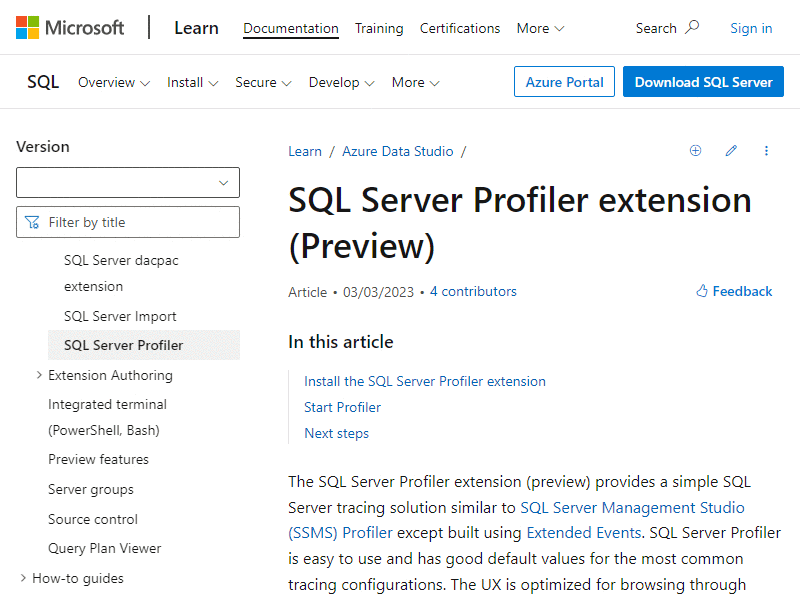 Microsoft Learn Documentation Training Certifications More Search Sign in
SQL Overview Install Secure Develop More Azure Portal Download SQL Server
Version
Filter by title
SQL Server dacpac
extension
SQL Server Import
SQL Server Profiler
Extension Authoring
Integrated terminal
(PowerShell, Bash)
Preview features
Server groups
Source control
Query Plan Viewer
How-to guides
Learn / Azure Data Studio /
SQL Server Profiler extension
(Preview)
Article • 03/03/2023 • 4 contributors
Feedback
In this article
Install the SQL Server Profiler extension
Start Profiler
Next steps
The SQL Server Profiler extension (preview) provides a simple SQL
Server tracing solution similar to SQL Server Management Studio
(SSMS) Profiler except built using Extended Events. SQL Server Profiler
is easy to use and has good default values for the most common
tracing configurations. The UX is optimized for browsing through